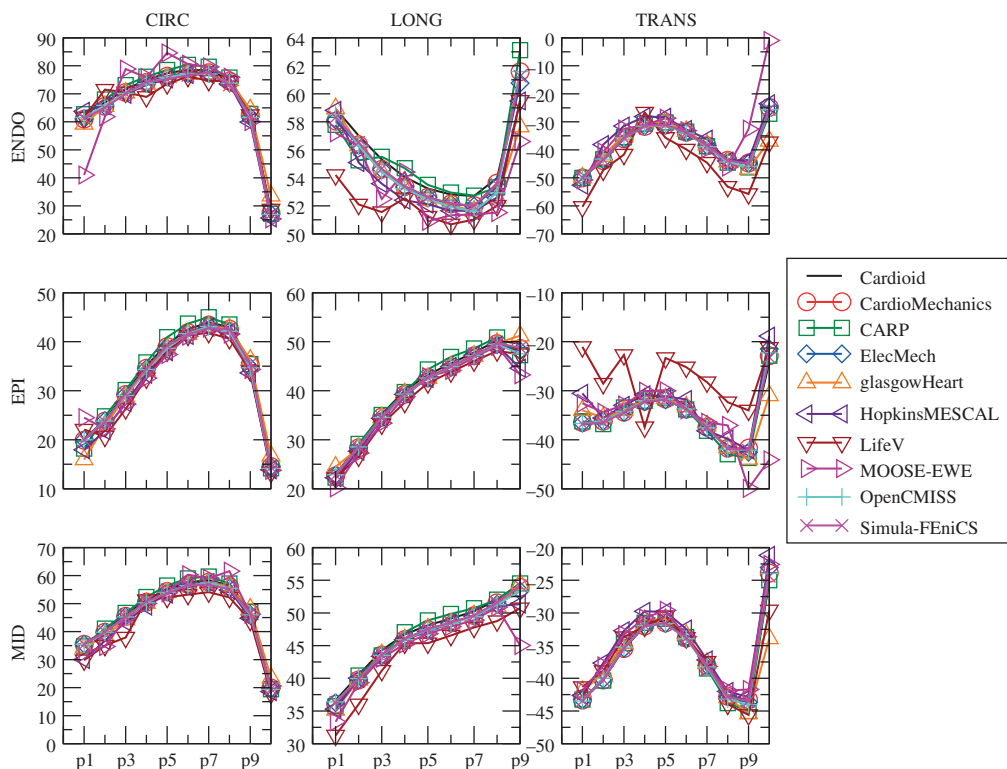 CIRC LONG TRANS
90 64 0
80 62 −10
70 60 −20
60 58 −30
50 56 −40
40 54 −50
30 52 −60
20 50 −70
ENDO
50 60 −10
40 50 −20
30 40 −30
20 30 −40
10 20 −50
EPI
70 60 −20
60 55 −25
50 50 −30
40 45 −35
30 40 −40
20 35 −45
10 30 −50
0
MID
p1 p3 p5 p7 p9 p1 p3 p5 p7 p9 p1 p3 p5 p7 p9
Cardioid
CardioMechanics
CARP
ElecMech
glasgowHeart
HopkinsMESCAL
LifeV
MOOSE-EWE
OpenCMISS
Simula-FEniCS